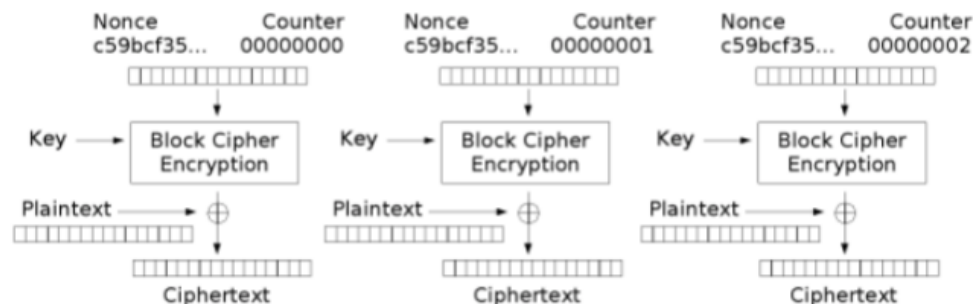 Nonce Counter Nonce Counter Nonce Counter
c59bcf35... 00000000 c59bcf35... 00000001 c59bcf35... 00000002
Key Block Cipher Key Block Cipher Key Block Cipher
Encryption Encryption Encryption
Plaintext Plaintext Plaintext
Ciphertext Ciphertext Ciphertext